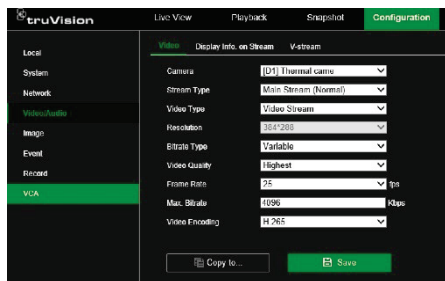 truVision
Live View Playback Snapshot Configuration
Local
System
Network
Video/Audio
Image
Event
Record
VCA
Video Display Info. on Stream V-stream
Camera [D1] Thermal came
Stream Type Main Stream (Normal)
Video Type Video Stream
Resolution 384*288
Bitrate Type Variable
Video Quality Highest
Frame Rate 25 fps
Max. Bitrate 4096 Kbps
Video Encoding H.265
Copy to... Save